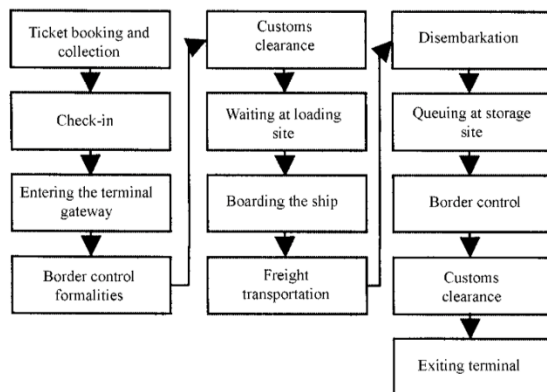 Ticket booking and
collection
Check-in
Entering the terminal
gateway
Border control
formalities
Customs
clearance
Waiting at loading
site
Boarding the ship
Freight
transportation
Disembarkation
Queuing at storage
site
Border control
Customs
clearance
Exiting terminal